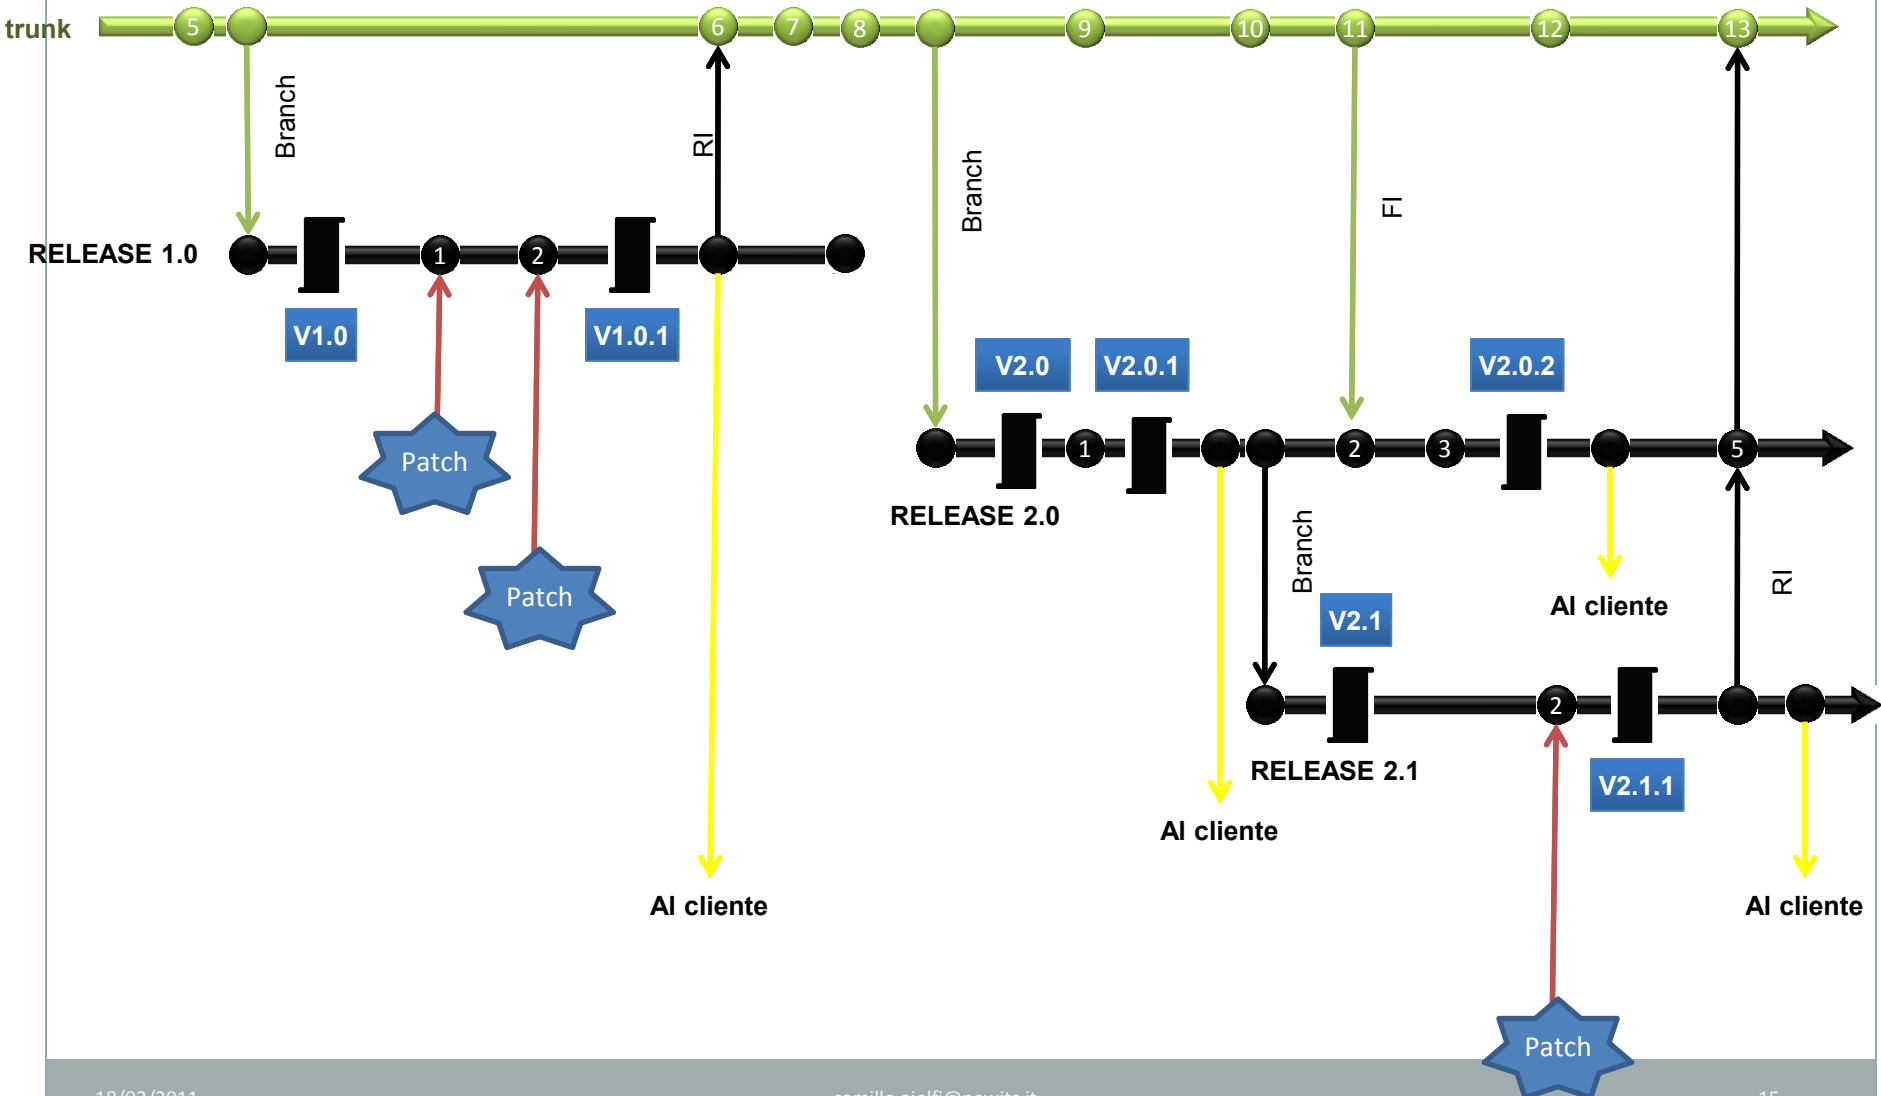 trunk
5
6
7
8
9
10
11
12
13
Branch
RI
Branch
FI
RELEASE 1.0
1
2
V1.0
V1.0.1
V2.0
V2.0.1
V2.0.2
1
2
3
5
Patch
RELEASE 2.0
Branch
RI
Patch
Al cliente
V2.1
2
RELEASE 2.1
V2.1.1
Al cliente
Al cliente
Al cliente
Patch
15